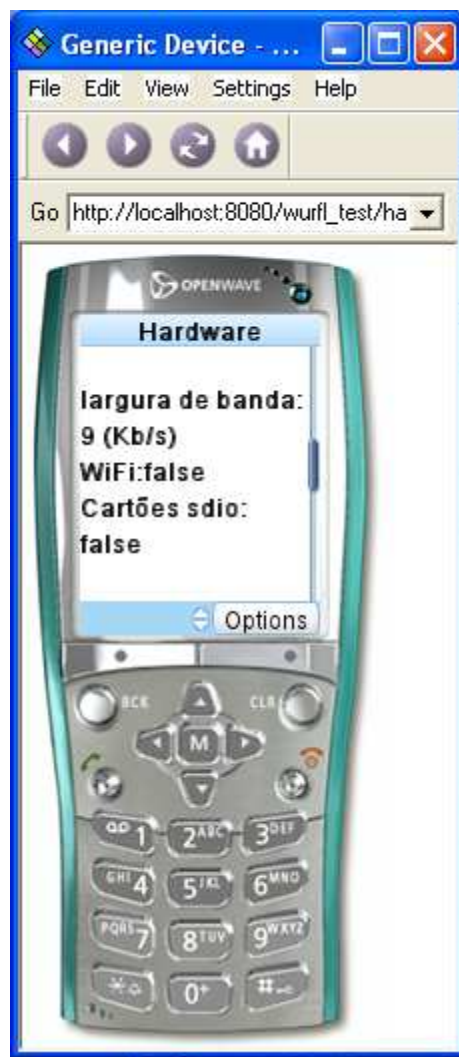 Generic Device - ...
File Edit View Settings Help
Go http://localhost:8080/wurfl_test/ha
OPENWAVE
Hardware
largura de banda:
9 (Kb/s)
WiFi:false
Cartões sdio:
false
Options
BCK CLR
M
1 2ABC 3DEF
GHI4 5JKL 6MNO
PQRS7 8TUV 9WXYZ
0+ #